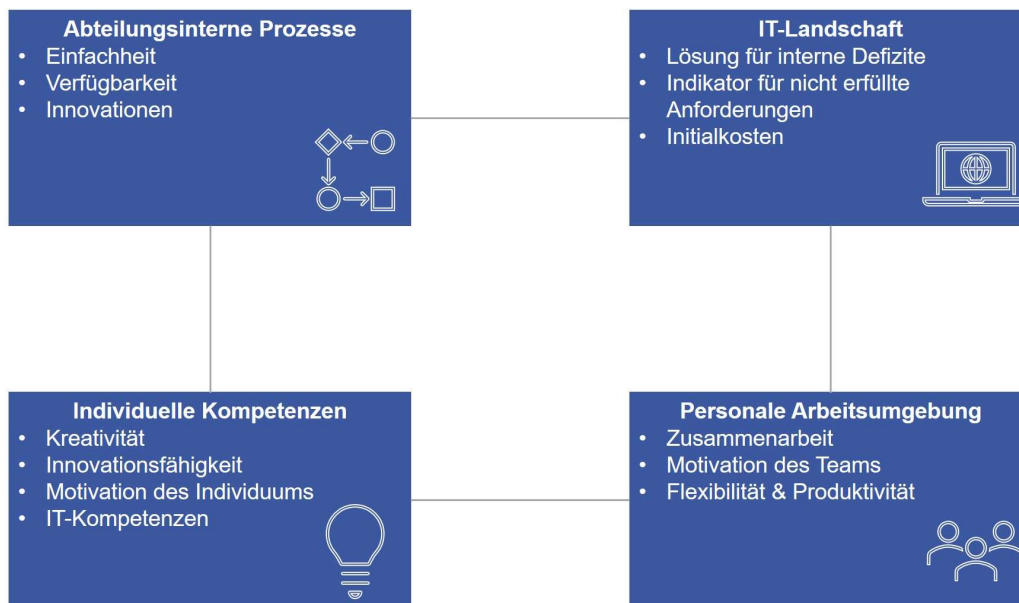 Abteilungsinterne Prozesse
• Einfachheit
• Verfügbarkeit
• Innovationen
IT-Landschaft
• Lösung für interne Defizite
• Indikator für nicht erfüllte
Anforderungen
• Initialkosten
Individuelle Kompetenzen
• Kreativität
• Innovationsfähigkeit
• Motivation des Individuums
• IT-Kompetenzen
Personale Arbeitsumgebung
• Zusammenarbeit
• Motivation des Teams
• Flexibilität & Produktivität